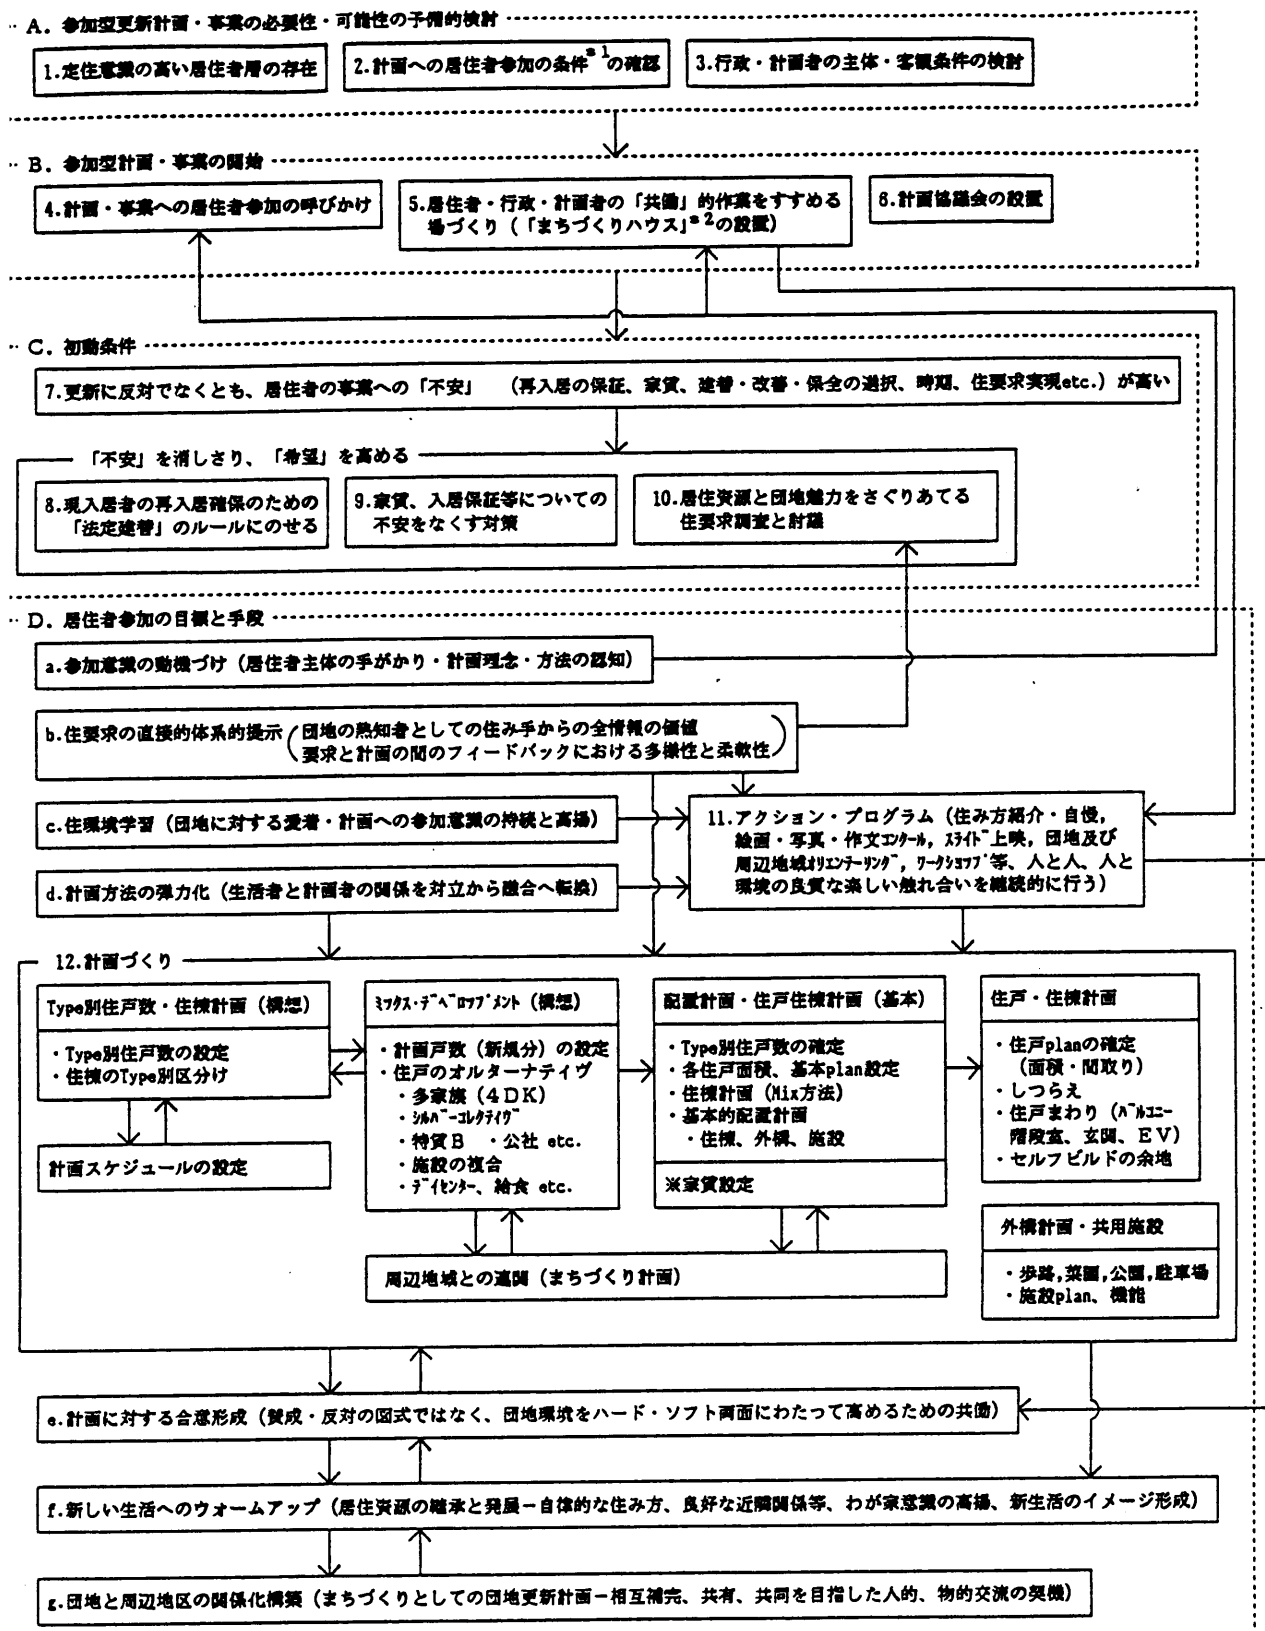 A．参加型更新計画・事業の必要性・可能性の予備的検討
1.定住意識の高い居住者層の存在
2.計画への居住者参加の条件*1の確認
3.行政・計画者の主体・客観条件の検討
B．参加型計画・事業の開始
4.計画・事業への居住者参加の呼びかけ
5.居住者・行政・計画者の「共働」的作業をすすめる
場づくり（「まちづくりハウス」*2の設置）
6.計画協議会の設置
C．初動条件
7.更新に反対でなくとも、居住者の事業への「不安」　（再入居の保証、家賃、建替・改善・保全の選択、時期、住要求実現etc.）が高い
「不安」を消しさり、「希望」を高める
8.現入居者の再入居確保のための
「法定建替」のルールにのせる
9.家賃、入居保証等についての
不安をなくす対策
10.居住資源と団地魅力をさぐりあてる
住要求調査と討議
D．居住者参加の目標と手段
a.参加意識の動機づけ（居住者主体の手がかり・計画理念・方法の認知）
b.住要求の直接的体系的提示（団地の熟知者としての住み手からの全情報の価値
要求と計画の間のフィードバックにおける多様性と柔軟性）
c.住環境学習（団地に対する愛着・計画への参加意識の持続と高揚）
d.計画方法の弾力化（生活者と計画者の関係を対立から融合へ転換）
11.アクション・プログラム（住み方紹介・自慢,
絵画・写真・作文ｺﾝｸｰﾙ, ｽﾗｲﾄﾞ上映，団地及び
周辺地域ｵﾘｴﾝﾃｰﾘﾝｸﾞ, ﾜｰｸｼｮｯﾌﾟ等、人と人、人と
環境の良質な楽しい触れ合いを継続的に行う）
12.計画づくり
Type別住戸数・住棟計画（構想）
・Type別住戸数の設定
・住棟のType別区分け
計画スケジュールの設定
ﾐｯｸｽ・ﾃﾞﾍﾞﾛｯﾌﾟﾒﾝﾄ（構想）
・計画戸数（新規分）の設定
・住戸のオルターナティヴ
・多家族（４ＤＫ）
・ｼﾙﾊﾞｰｺﾚｸﾃｨｳﾞ
・特賃Ｂ　・公社 etc.
・施設の複合
・ﾃﾞｲｾﾝﾀｰ、給食 etc.
配置計画・住戸住棟計画（基本）
・Type別住戸数の確定
・各住戸面積、基本plan設定
・住棟計画（Mix方法）
・基本的配置計画
・住棟、外構、施設
※家賃設定
周辺地域との連関（まちづくり計画）
住戸・住棟計画
・住戸planの確定
（面積・間取り）
・しつらえ
・住戸まわり（ﾊﾞﾙｺﾆｰ
階段室、玄関、ＥＶ）
・セルフビルドの余地
外構計画・共用施設
・歩路,菜園,公園,駐車場
・施設plan、機能
e.計画に対する合意形成（賛成・反対の図式ではなく、団地環境をハード・ソフト両面にわたって高めるための共働）
f.新しい生活へのウォームアップ（居住資源の継承と発展－自律的な住み方、良好な近隣関係等、わが家意識の高揚、新生活のイメージ形成）
g.団地と周辺地区の関係化構築（まちづくりとしての団地更新計画－相互補完、共有、共同を目指した人的、物的交流の契機）